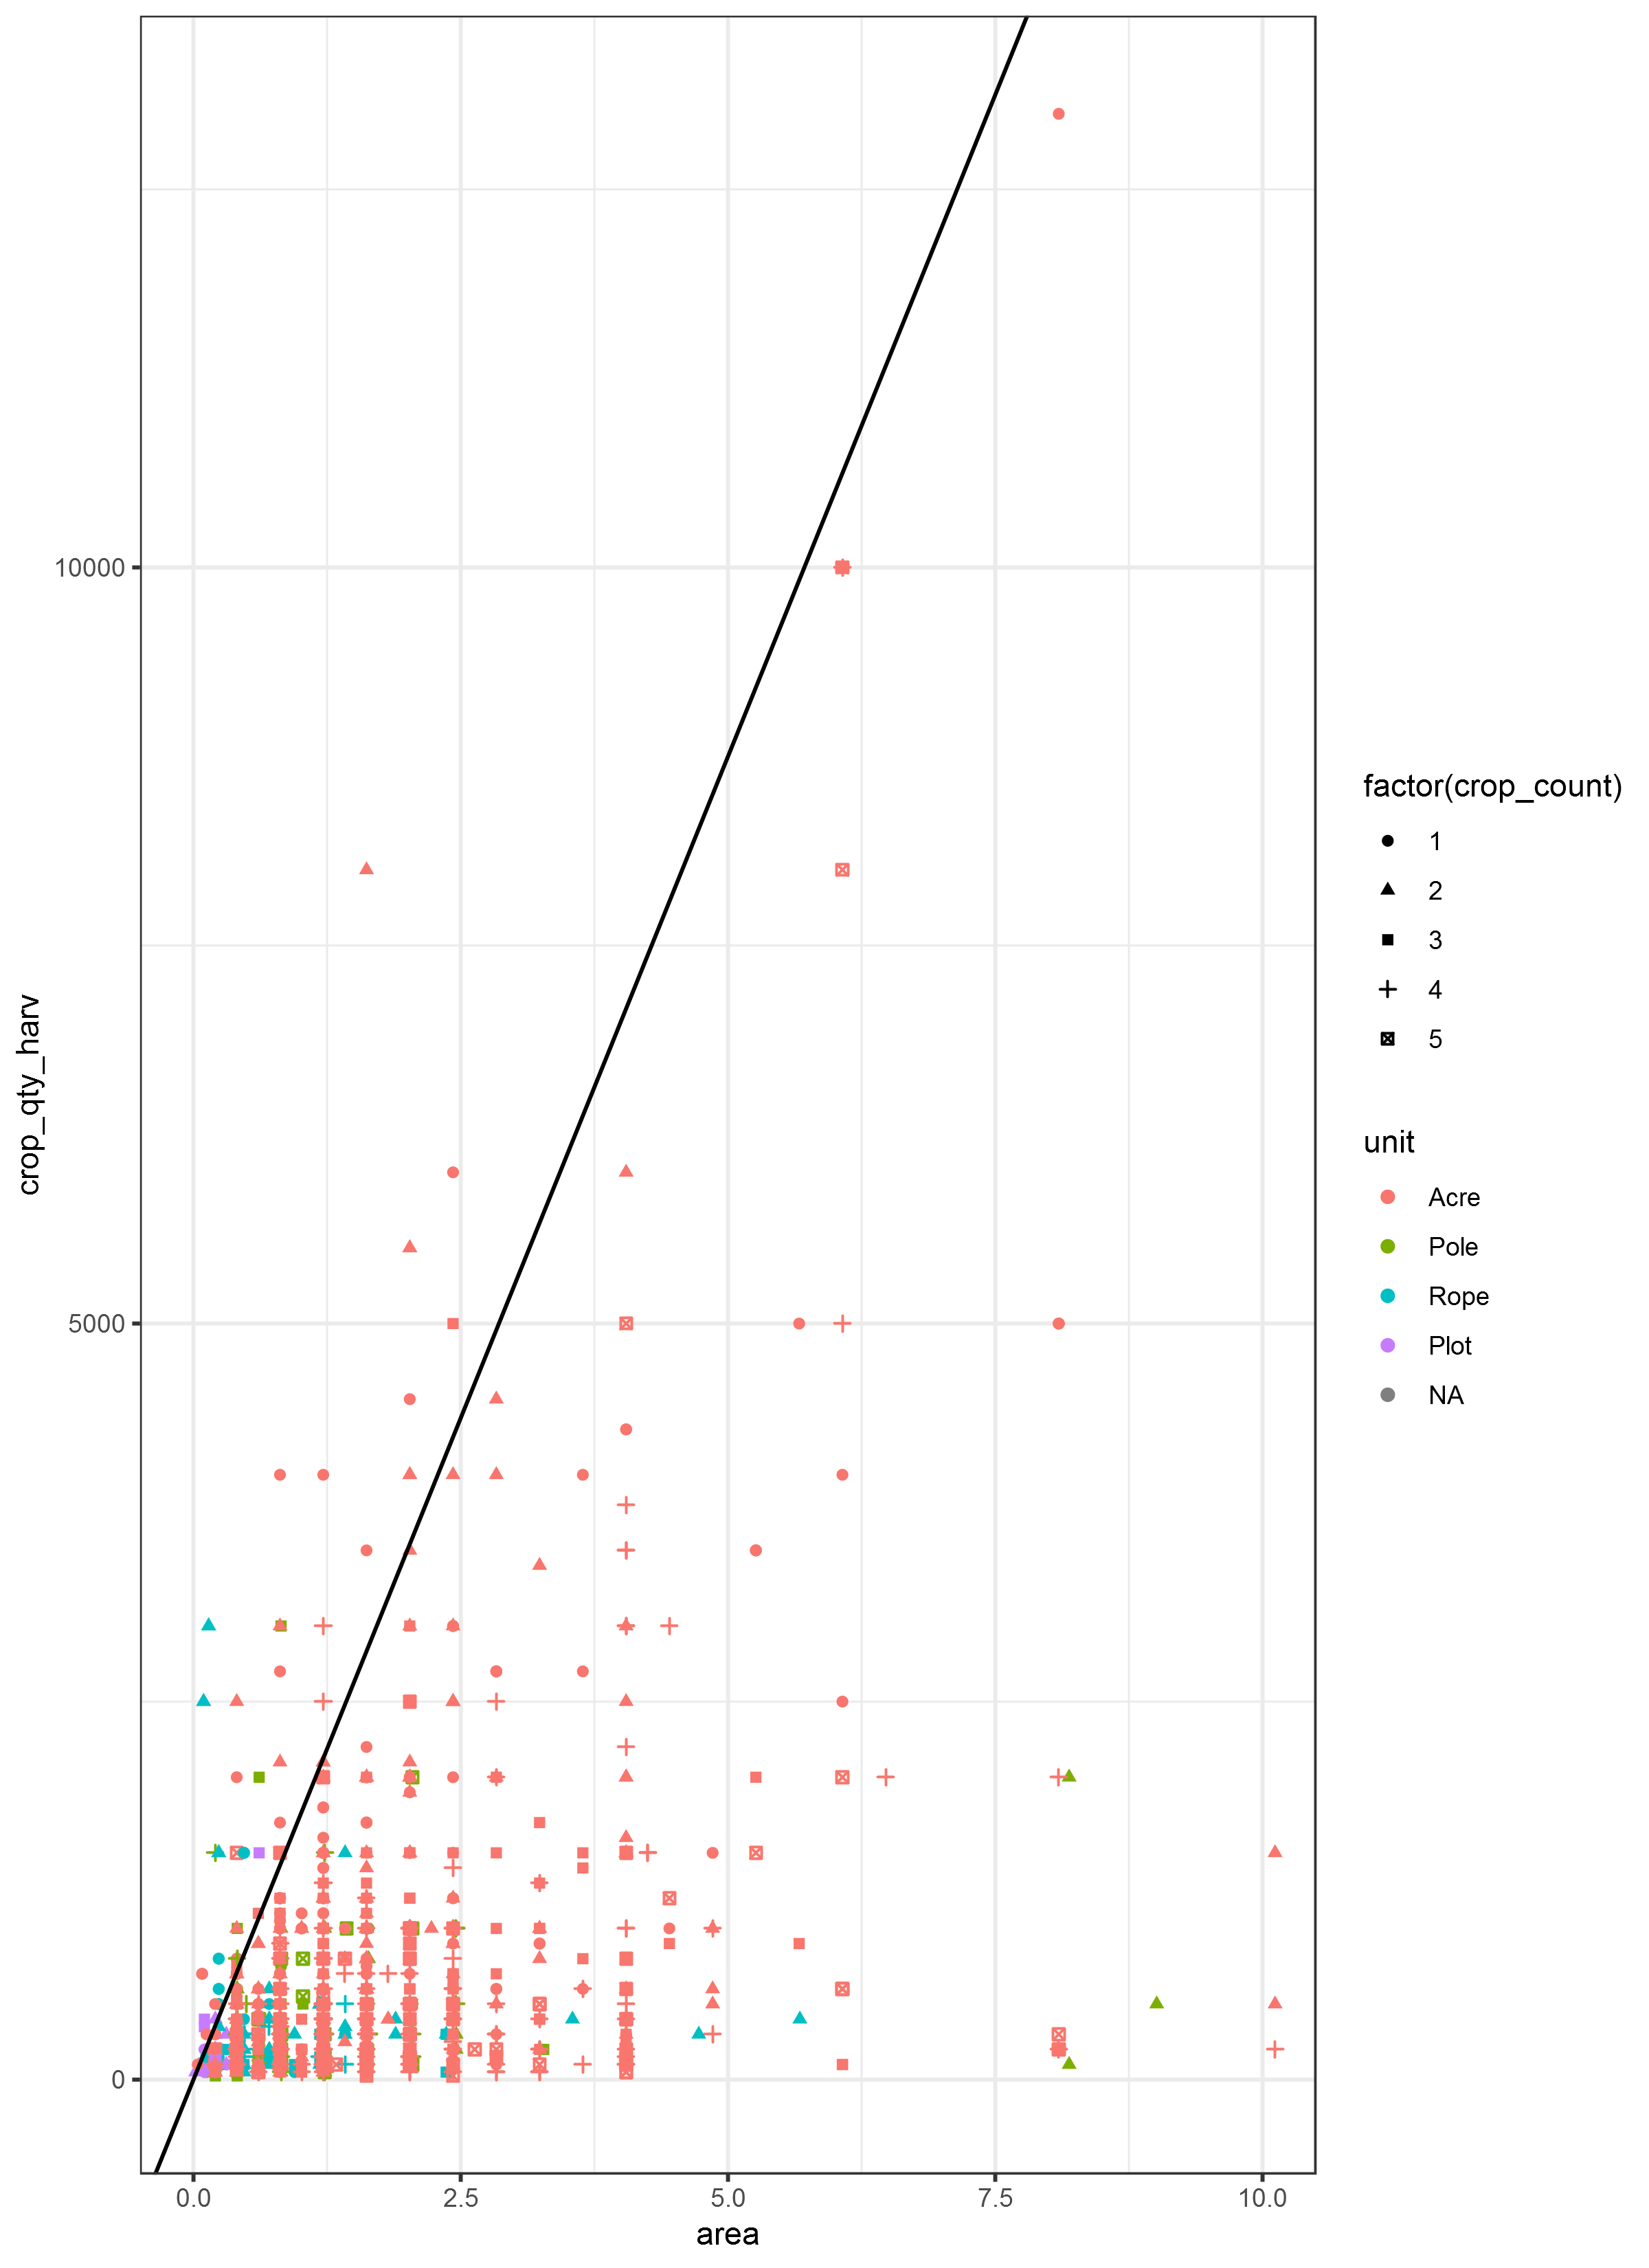 crop_qty_harv
10000
5000
0
0.0
2.5
5.0
7.5
10.0
area
factor(crop_count)
1
2
3
4
5
unit
Acre
Pole
Rope
Plot
NA